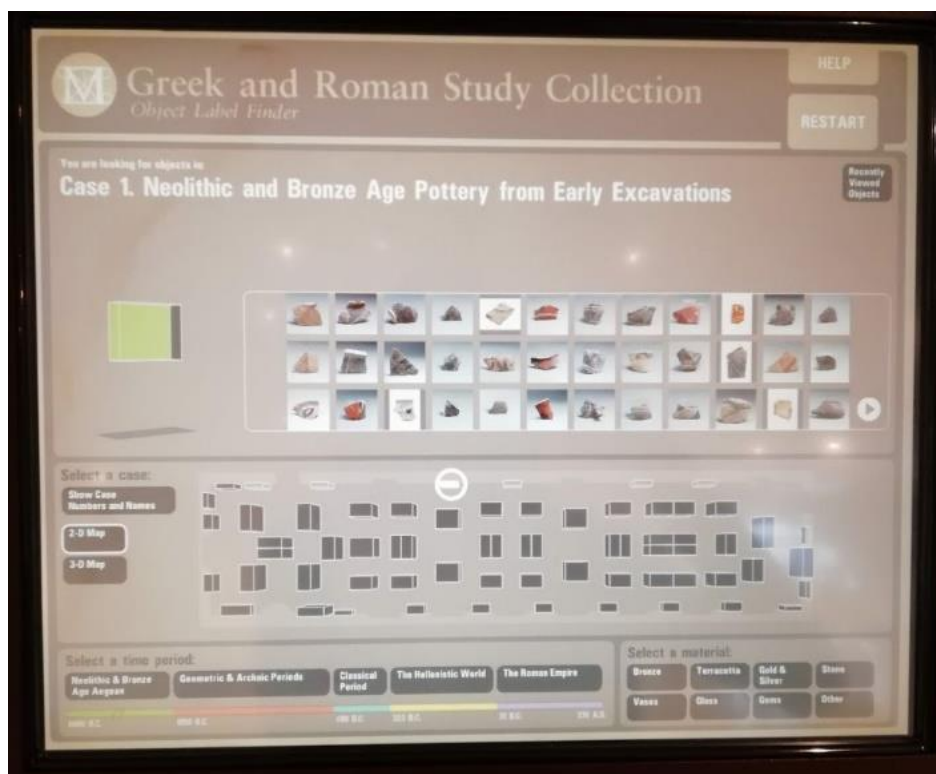 M
Greek and Roman Study Collection
Object Label Finder
HELP
RESTART
You are looking for objects in:
Case 1. Neolithic and Bronze Age Pottery from Early Excavations
Recently
Viewed
Objects
Select a case:
Show Case
Numbers and Names
2-D Map
3-D Map
Select a time period:
Neolithic & Bronze
Age Aegean
Geometric & Archaic Periods
Classical
Period
The Hellenistic World
The Roman Empire
480 B.C.
323 B.C.
31 B.C.
Select a material:
Bronze
Terracotta
Gold &
Silver
Stone
Vases
Glass
Gems
Other